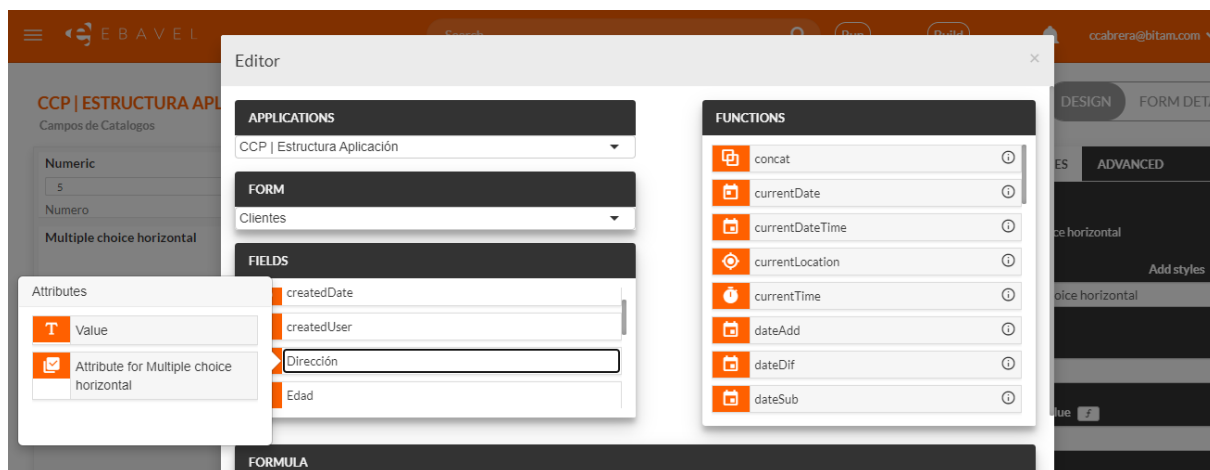 EBAVEL
Search
Run
Build
ccabrera@bitam.com
Editor
×
CCP | ESTRUCTURA APL
Campos de Catalogos
DESIGN
FORM DET
APPLICATIONS
CCP | Estructura Aplicación
FORM
Clientes
FIELDS
createdDate
createdUser
Dirección
Edad
FUNCTIONS
concat
currentDate
currentDateTime
currentLocation
currentTime
dateAdd
dateDif
dateSub
FORMULA
Numeric
5
Numero
Multiple choice horizontal
Attributes
Value
Attribute for Multiple choice
horizontal
ES
ADVANCED
ce horizontal
Add styles
oice horizontal
lue